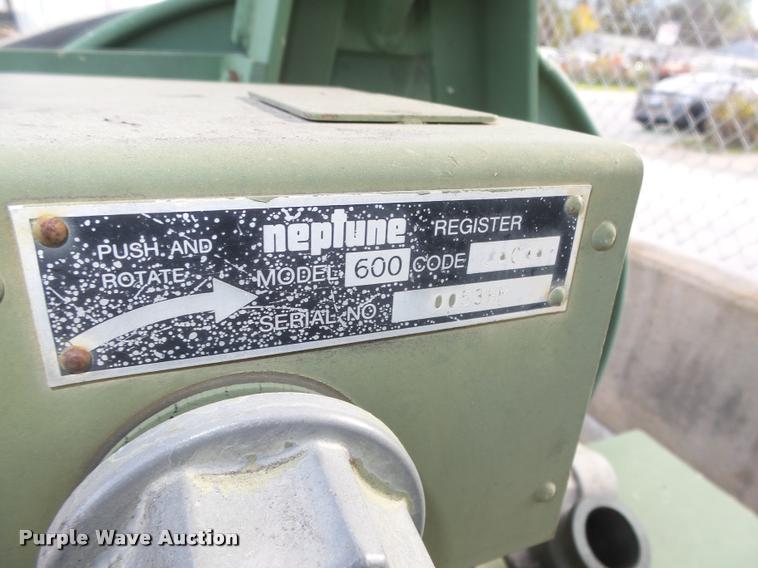 neptune REGISTER
PUSH AND
ROTATE
MODEL 600 CODE
SERIAL NO
Purple Wave Auction